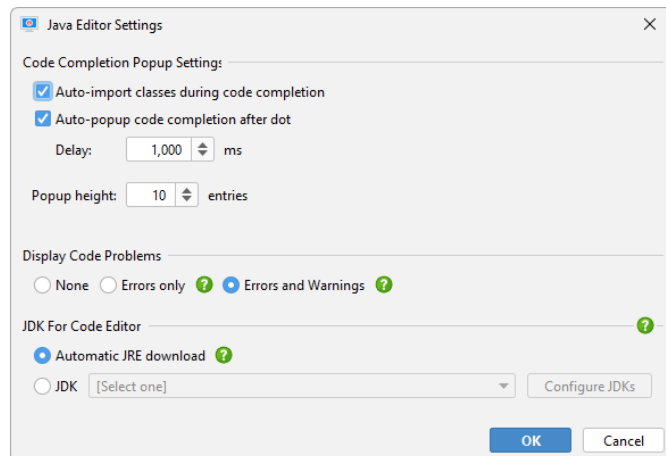 Java Editor Settings
Code Completion Popup Settings
Auto-import classes during code completion
Auto-popup code completion after dot
Delay: 1,000 ms
Popup height: 10 entries
Display Code Problems
None Errors only ? Errors and Warnings ?
JDK For Code Editor ?
Automatic JRE download ?
JDK [Select one] Configure JDKs
OK Cancel